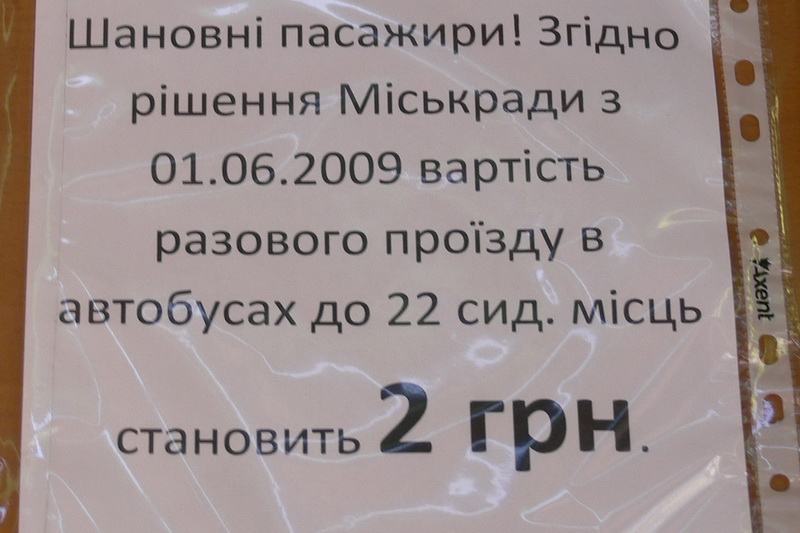 Шановні пасажири! Згідно
рішення Міськради з
01.06.2009 вартість
разового проїзду в
автобусах до 22 сид. місць
становить 2 грн.
Axent